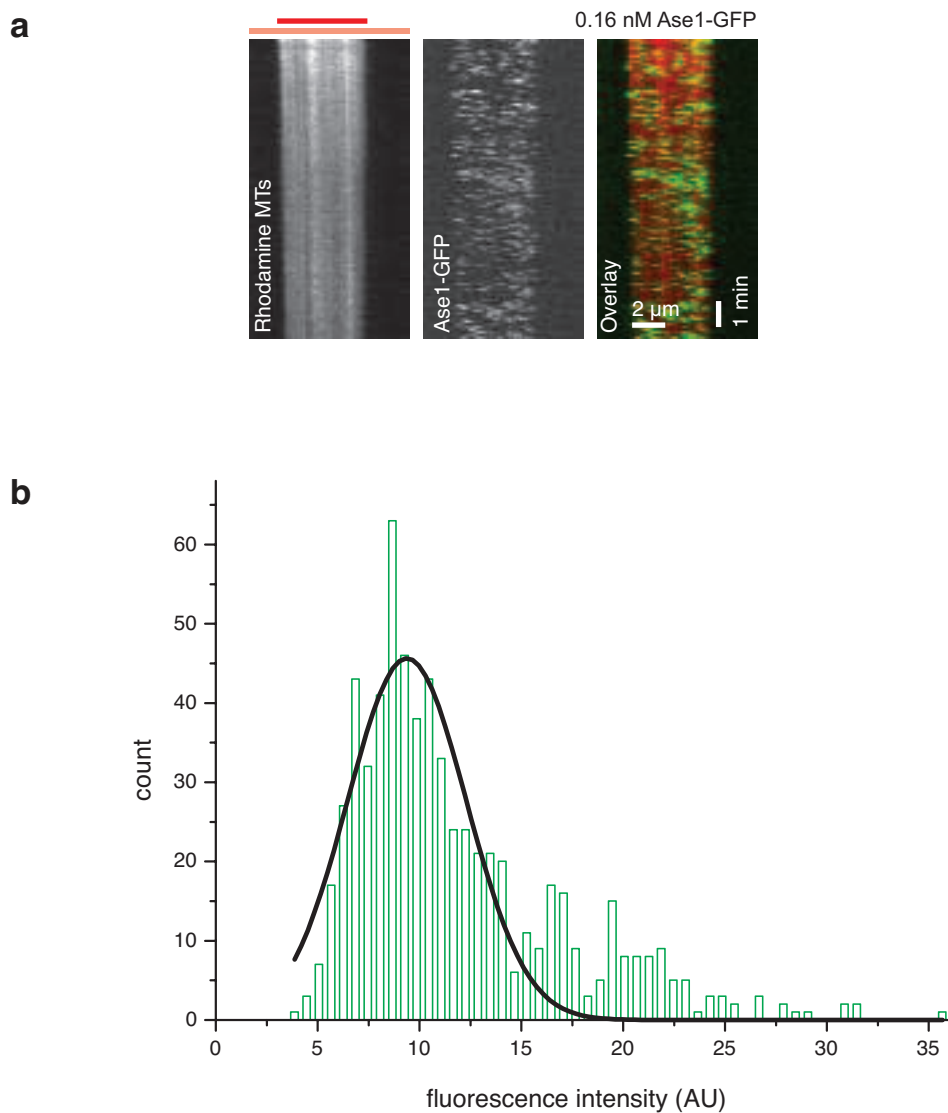 a
0.16 nM Ase1-GFP
Rhodamine MTs
Ase1-GFP
Overlay
2 µm
1 min
b
60
50
40
30
20
10
0
count
0 5 10 15 20 25 30 35
fluorescence intensity (AU)